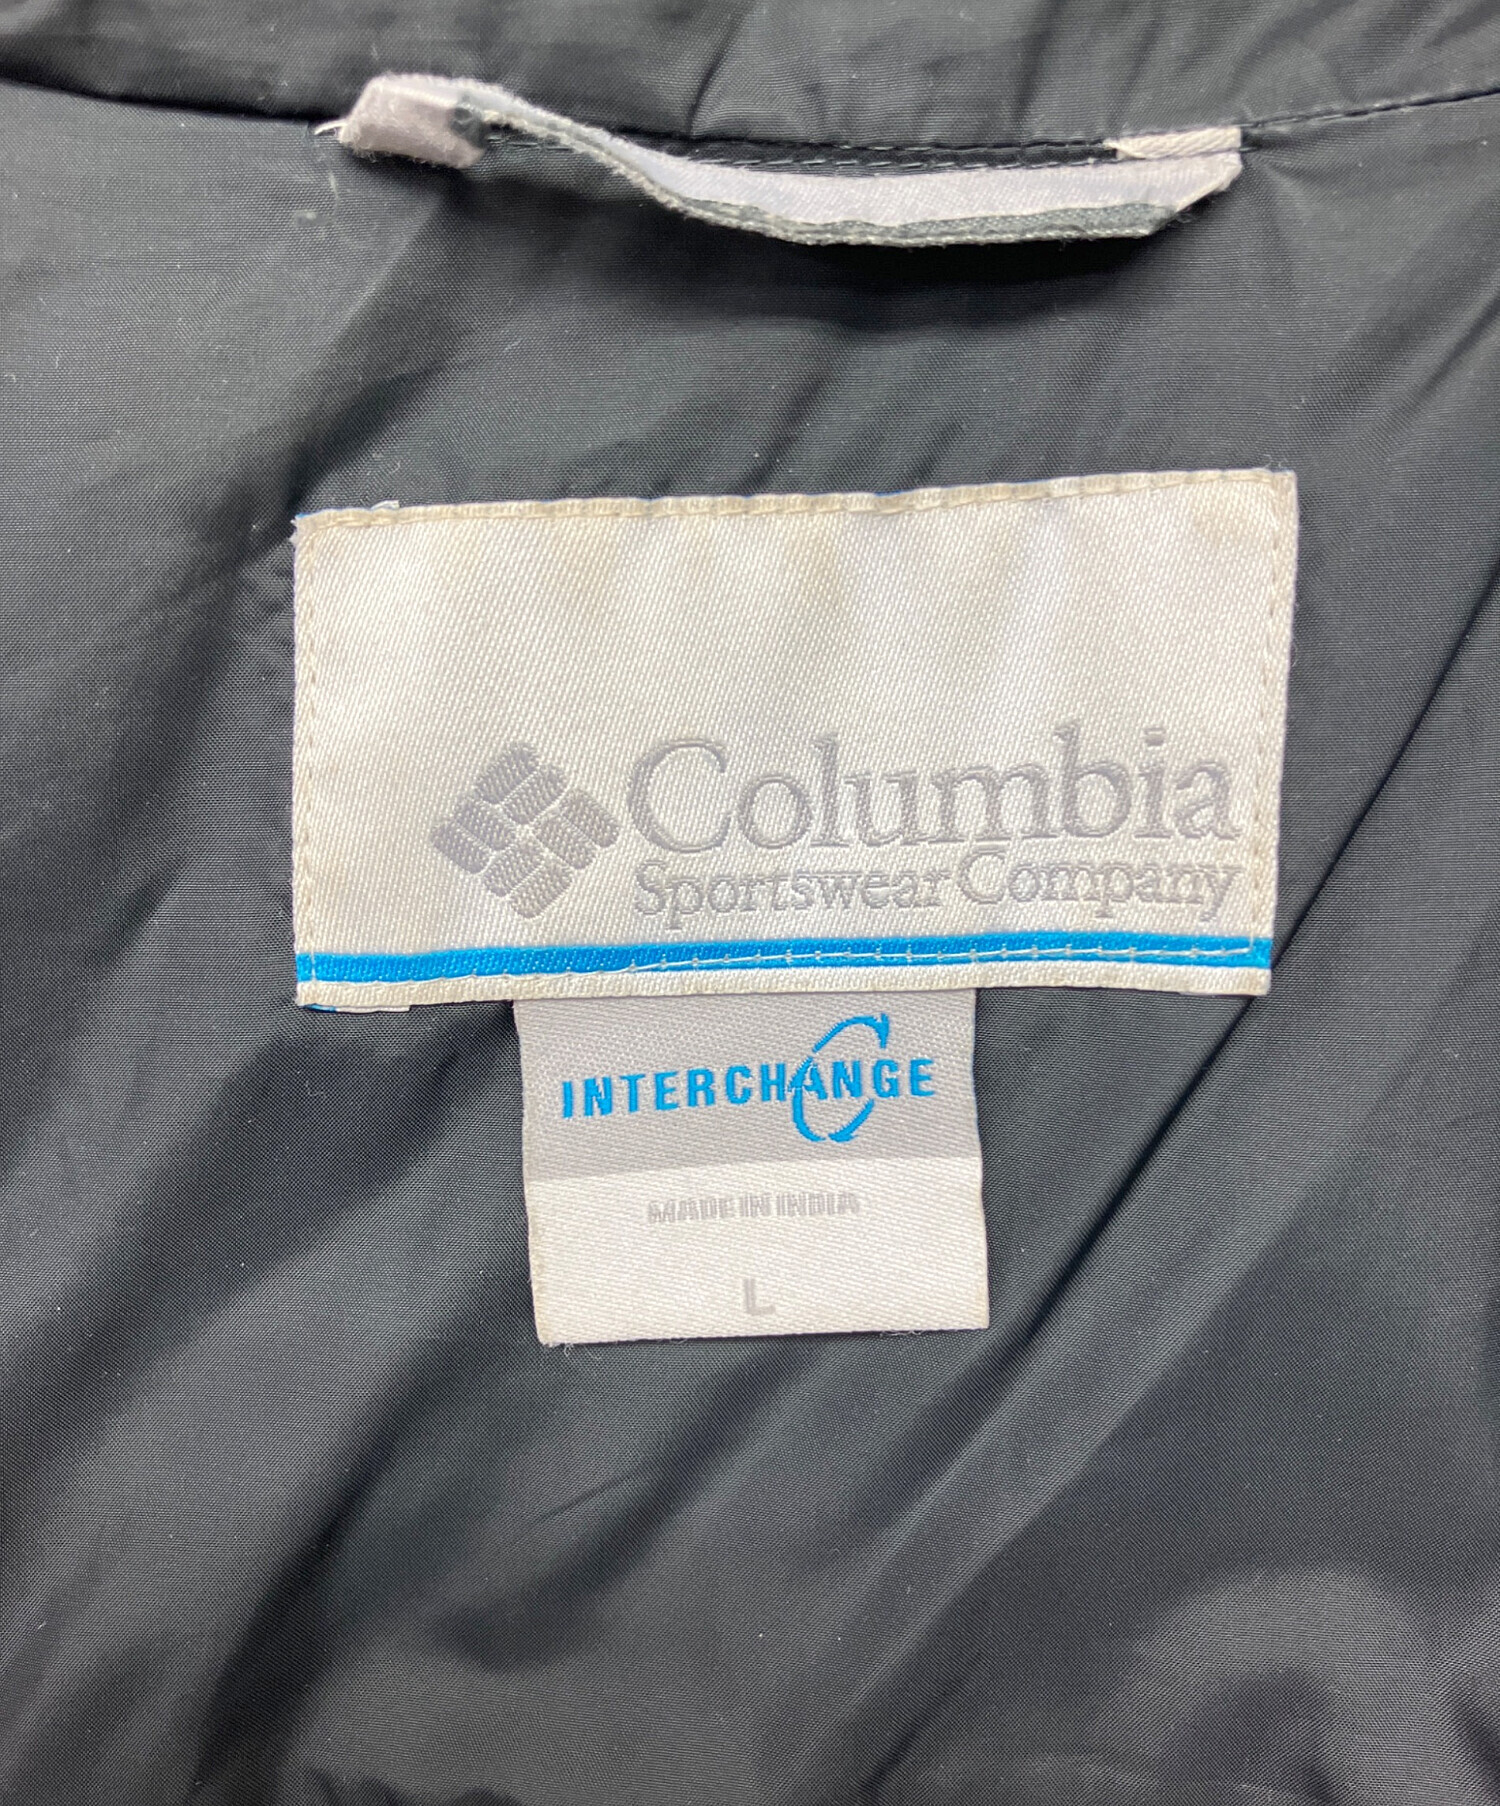 Columbia
Sportswear Company
INTERCHANGE
MADE IN INDIA
L